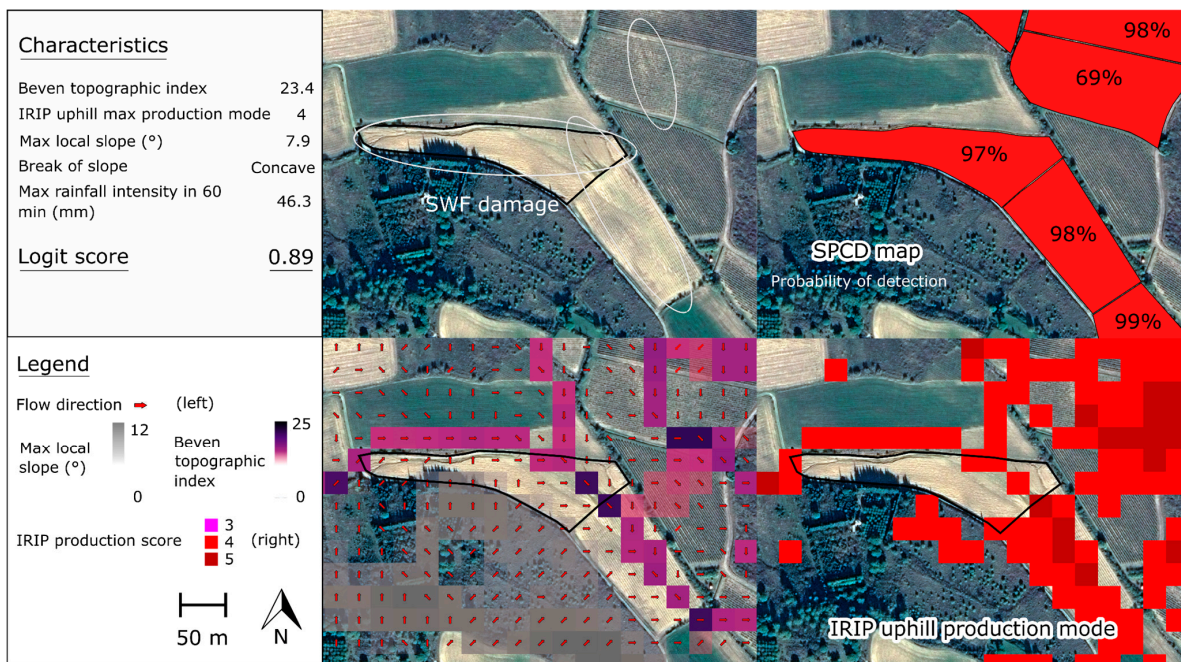 Characteristics
Beven topographic index 23.4
IRIP uphill max production mode 4
Max local slope (°) 7.9
Break of slope Concave
Max rainfall intensity in 60
min (mm) 46.3
Logit score 0.89
SWF damage
98%
69%
97%
98%
99%
SPCD map
Probability of detection
Legend
Flow direction (left)
Max local
slope (°)
12
0
Beven
topographic
index
25
0
IRIP production score
3
4
5
(right)
50 m
N
IRIP uphill production mode